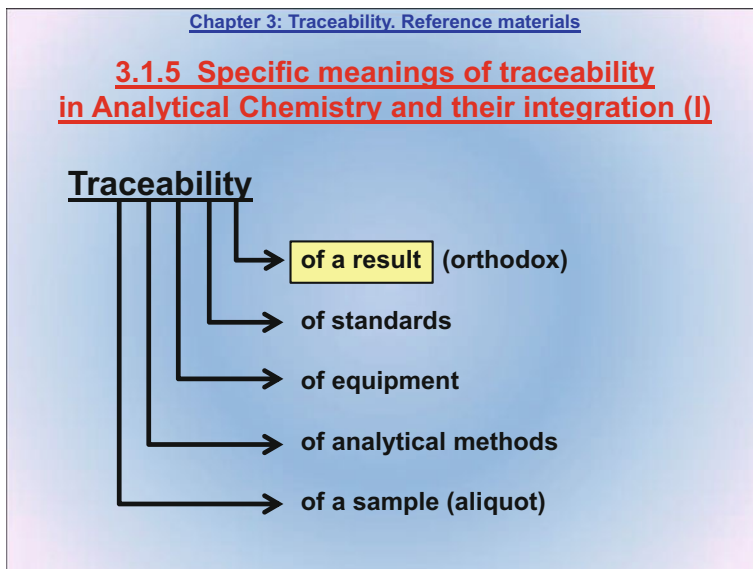 Chapter 3: Traceability. Reference materials
3.1.5 Specific meanings of traceability
in Analytical Chemistry and their integration (I)
Traceability
of a result (orthodox)
of standards
of equipment
of analytical methods
of a sample (aliquot)